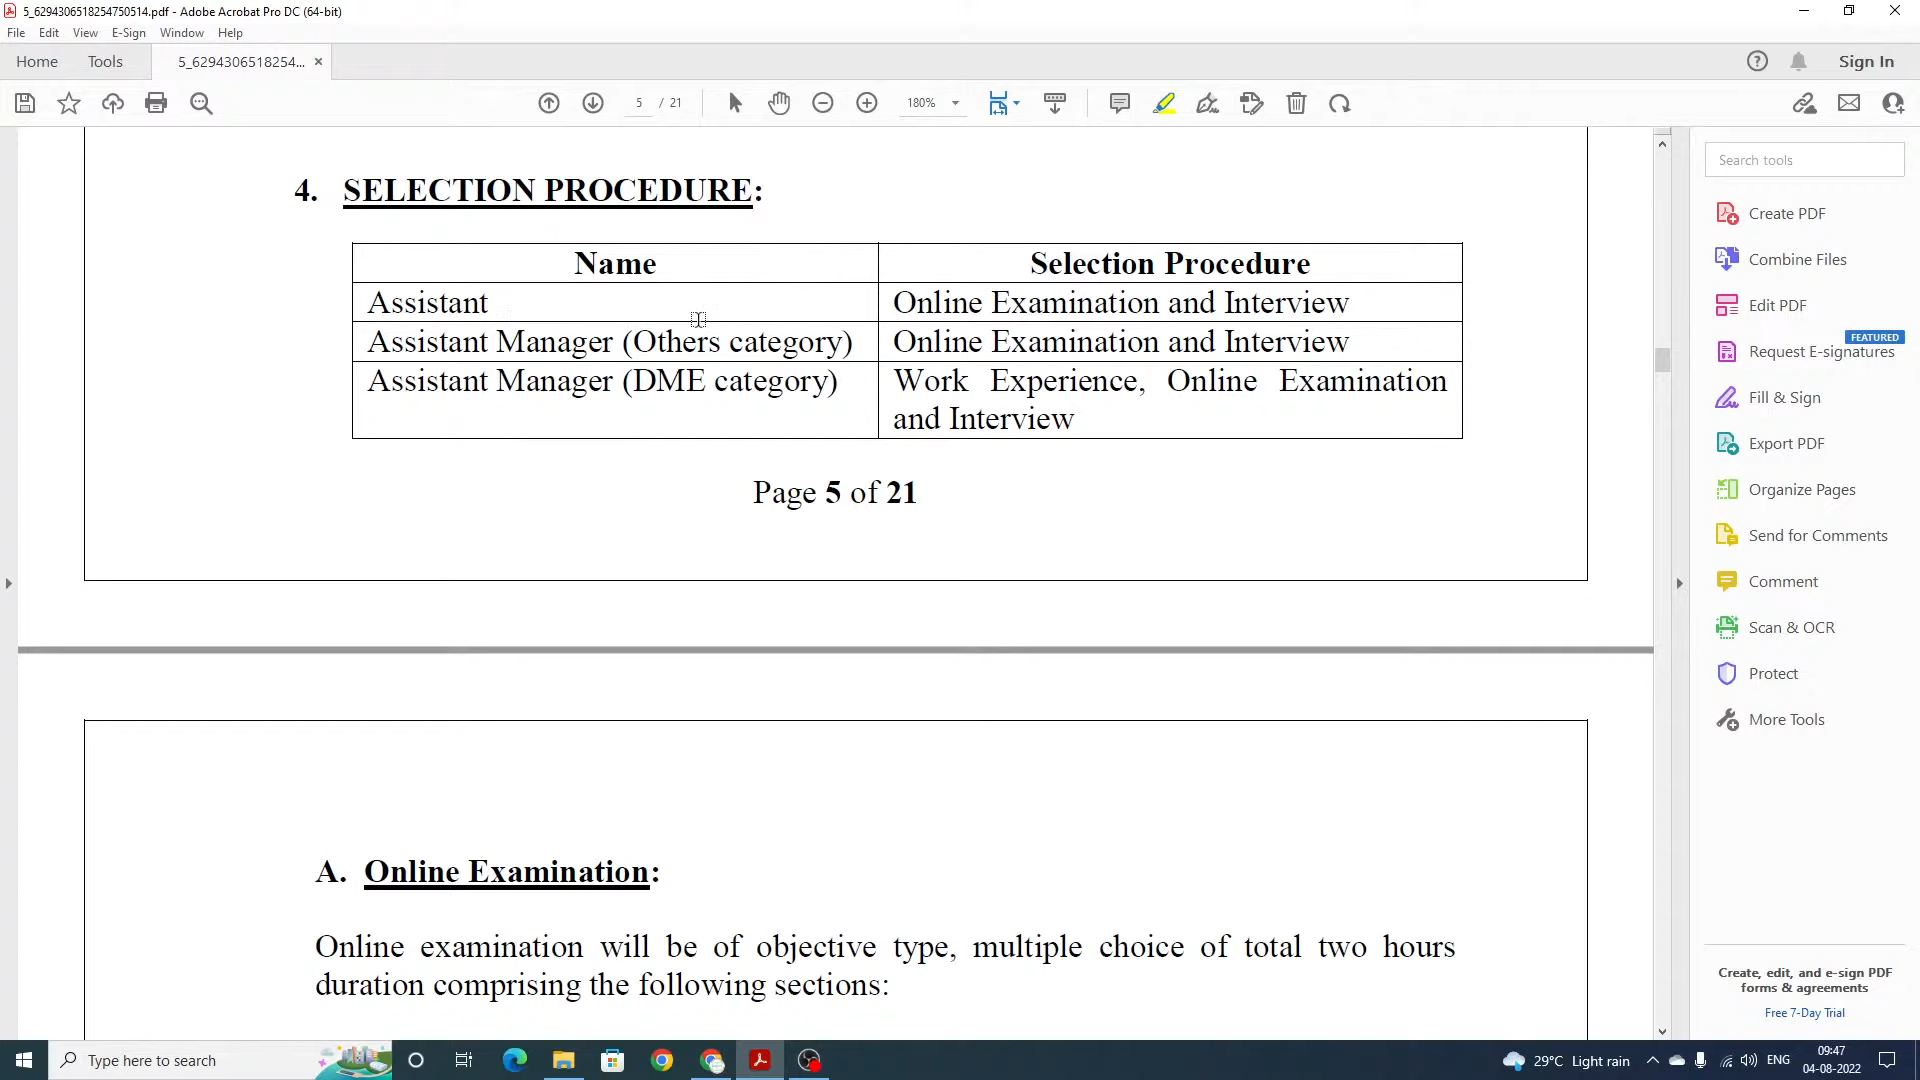 5_6294306518254750514.pdf - Adobe Acrobat Pro DC (64-bit)
File Edit View E-Sign Window Help
Home Tools 5_6294306518254... × Sign In
5 / 21 180%
4. SELECTION PROCEDURE:
Name Selection Procedure
Assistant Online Examination and Interview
Assistant Manager (Others category) Online Examination and Interview
Assistant Manager (DME category) Work Experience, Online Examination
and Interview
Page 5 of 21
A. Online Examination:
Online examination will be of objective type, multiple choice of total two hours
duration comprising the following sections:
Search tools
Create PDF
Combine Files
Edit PDF
FEATURED
Request E-signatures
Fill & Sign
Export PDF
Organize Pages
Send for Comments
Comment
Scan & OCR
Protect
More Tools
Create, edit, and e-sign PDF
forms & agreements
Free 7-Day Trial
Type here to search
29°C Light rain
ENG
09:47
04-08-2022